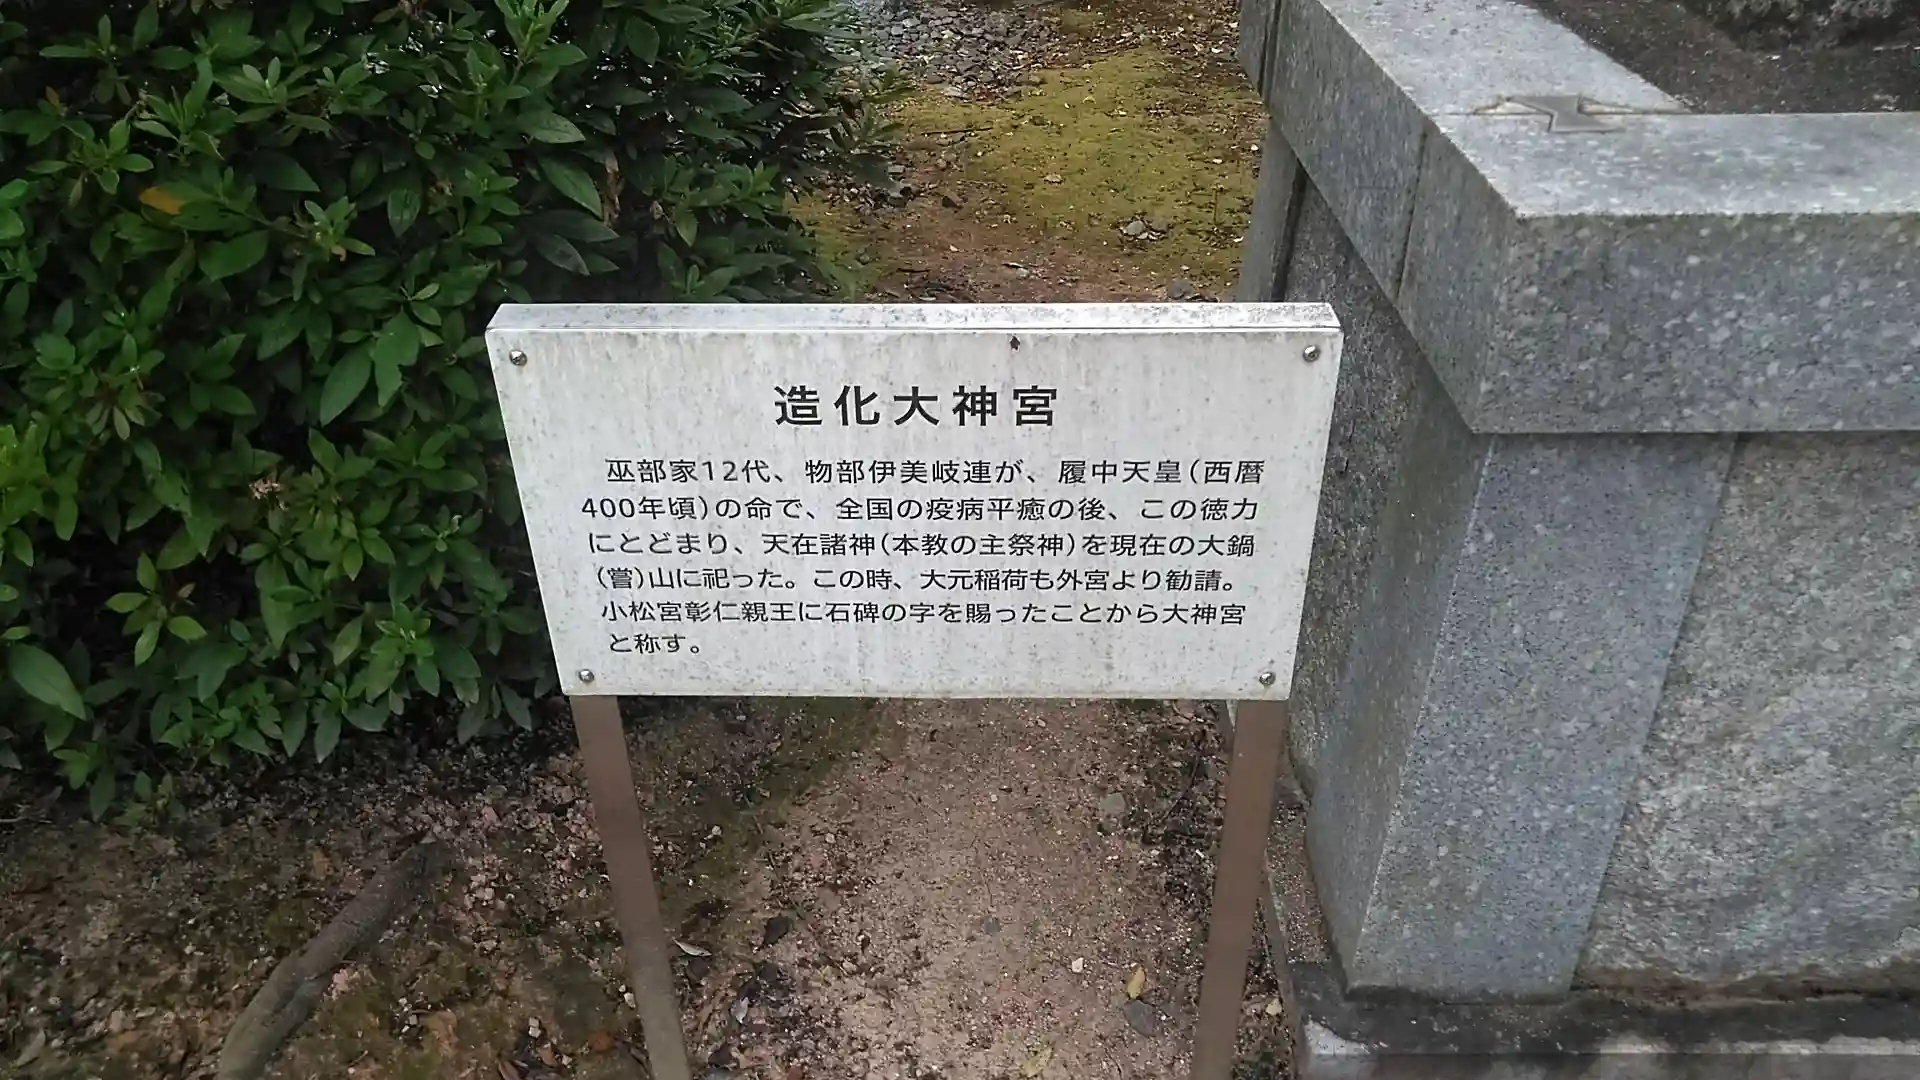 造化大神宮
巫部家12代、物部伊美岐連が、履中天皇(西暦
400年頃)の命で、全国の疫病平癒の後、この徳力
にとどまり、天在諸神(本教の主祭神)を現在の大鍋
(嘗)山に祀った。この時、大元稲荷も外宮より勧請。
小松宮彰仁親王に石碑の字を賜ったことから大神宮
と称す。